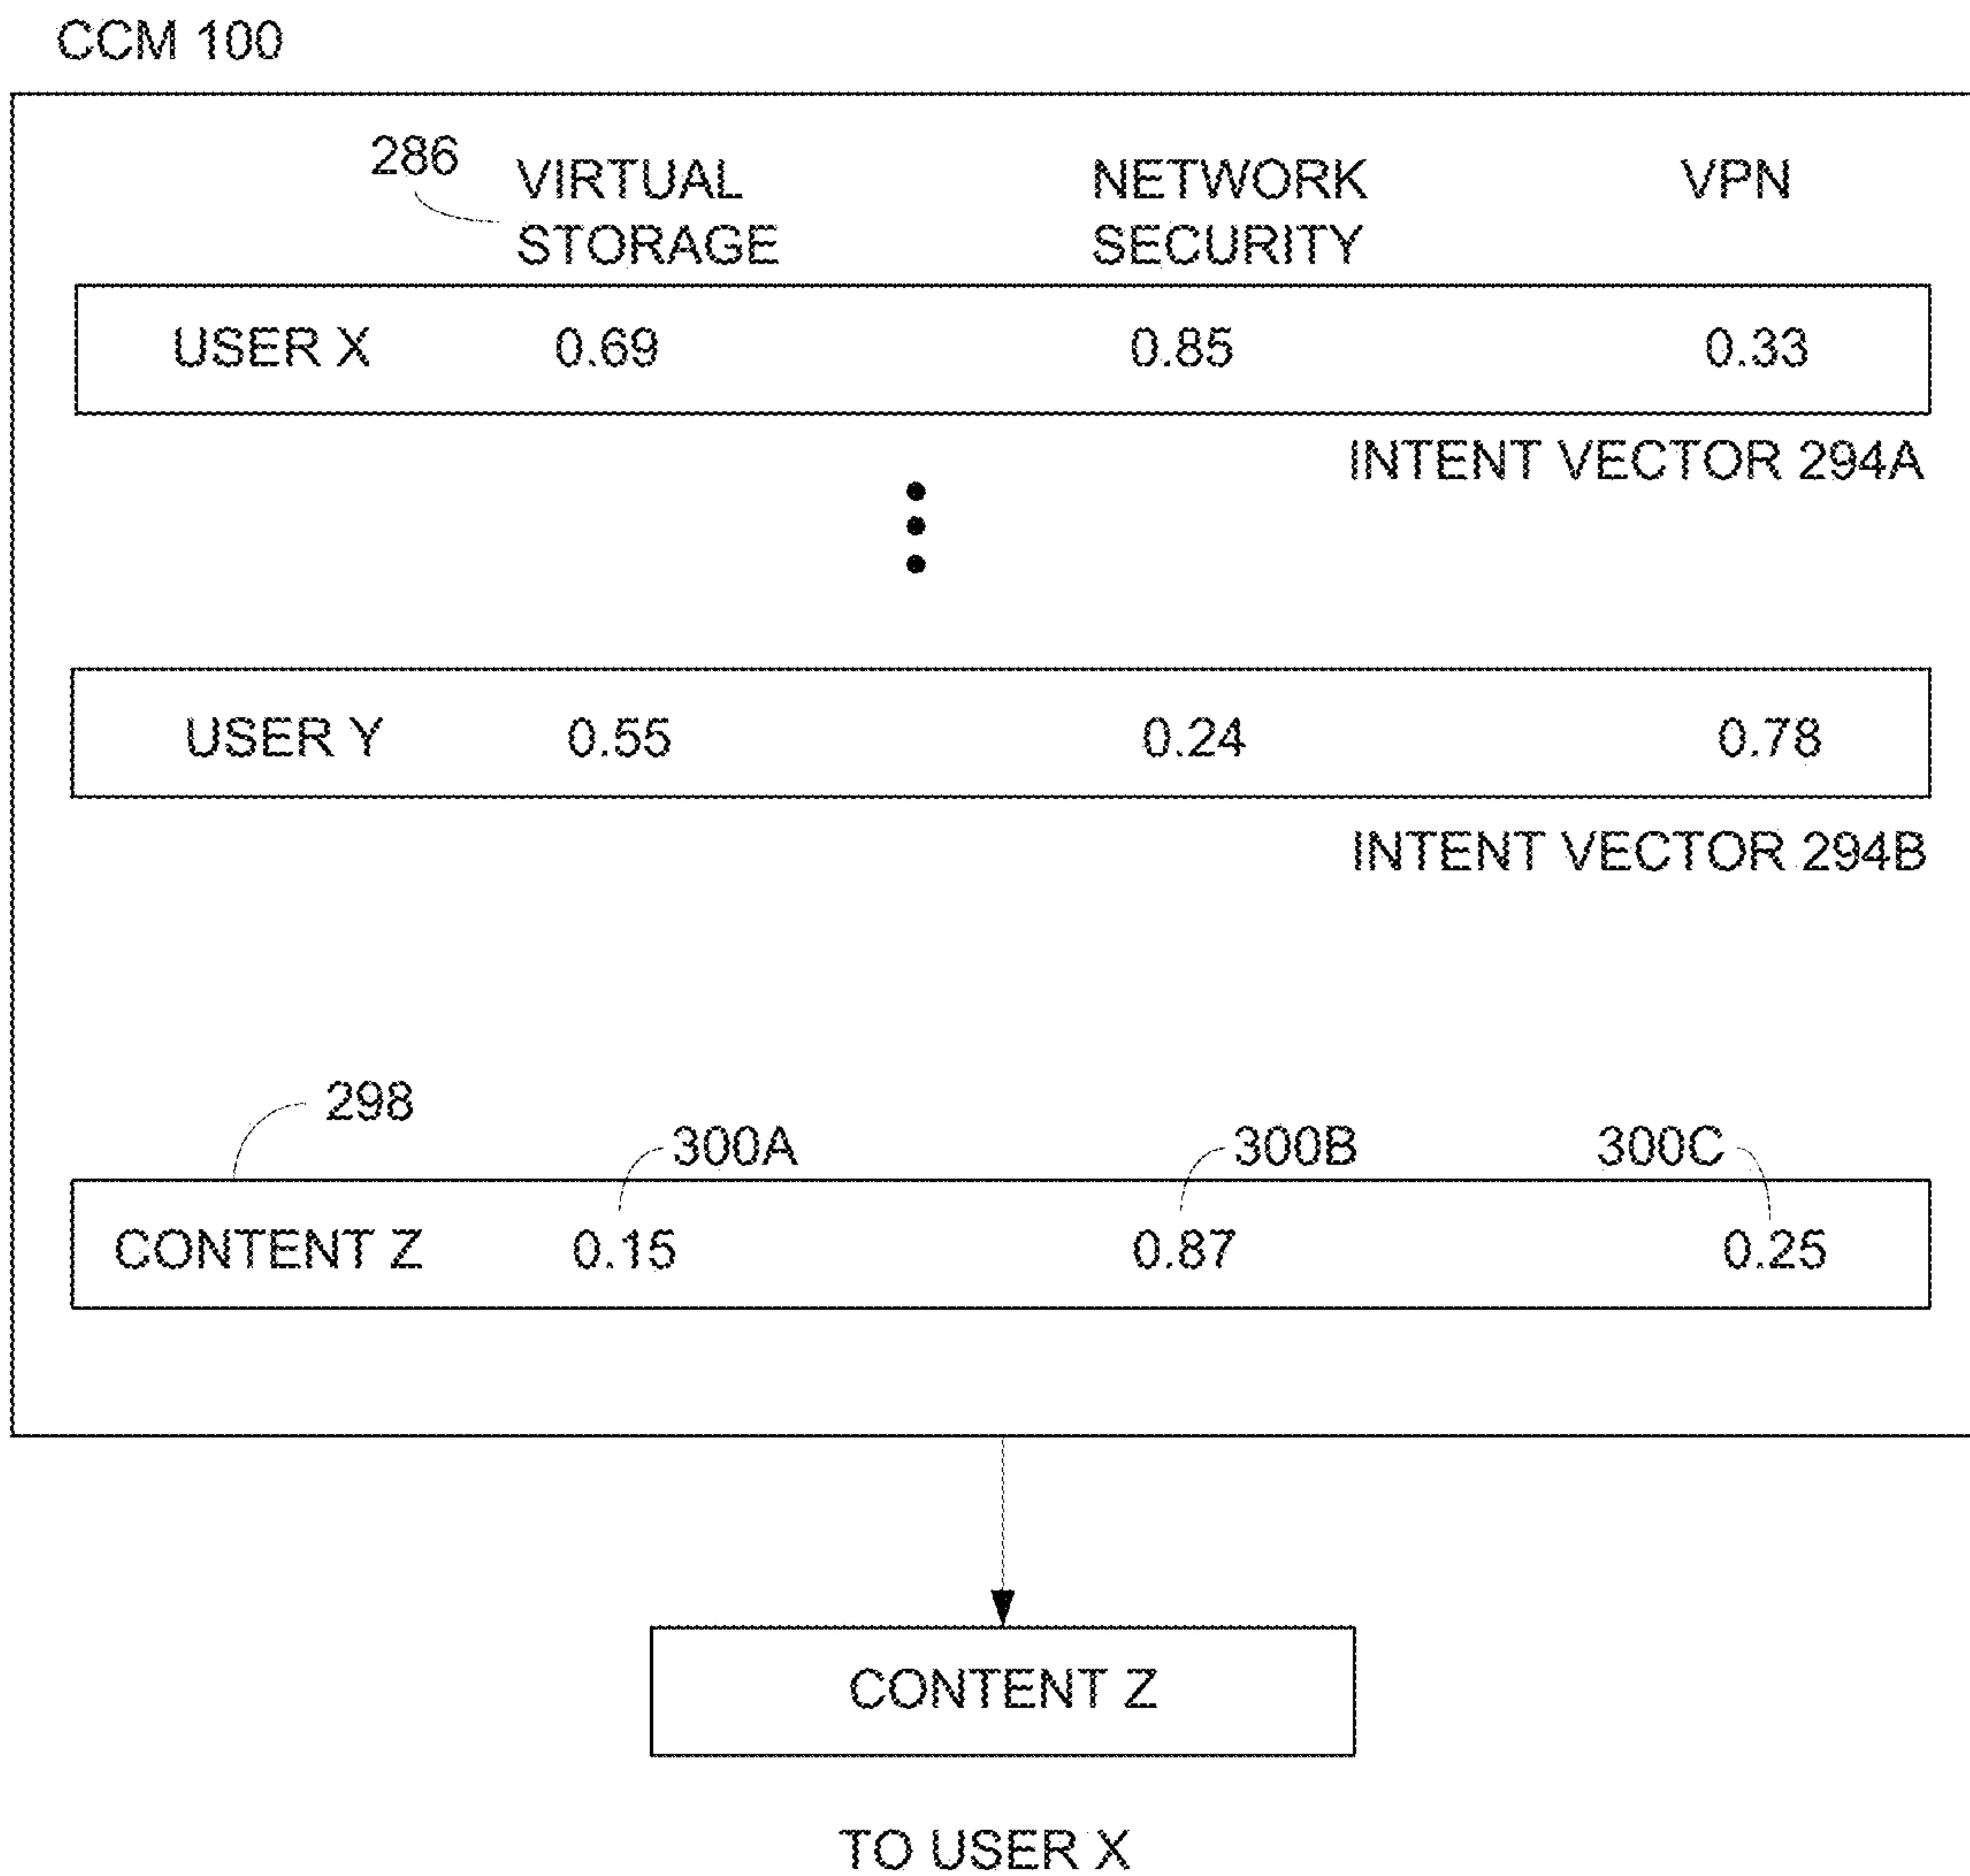 CCM 100
286 VIRTUAL STORAGE NETWORK SECURITY VPN
USER X 0.69 0.85 0.33
INTENT VECTOR 294A
USER Y 0.55 0.24 0.78
INTENT VECTOR 294B
298
300A 300B 300C
CONTENT Z 0.15 0.87 0.25
CONTENT Z
TO USER X